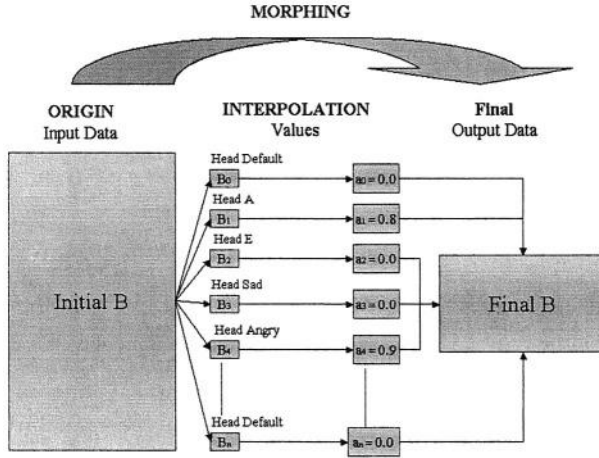 MORPHING
ORIGIN INTERPOLATION Final
Input Data Values Output Data
Head Default
B₀ a₀ = 0.0
Head A
B₁ a₁ = 0.8
Head E
B₂ a₂ = 0.0
Initial B Final B
Head Sad
B₃ a₃ = 0.0
Head Angry
B₄ a₄ = 0.9
Head Default
Bₙ aₙ = 0.0